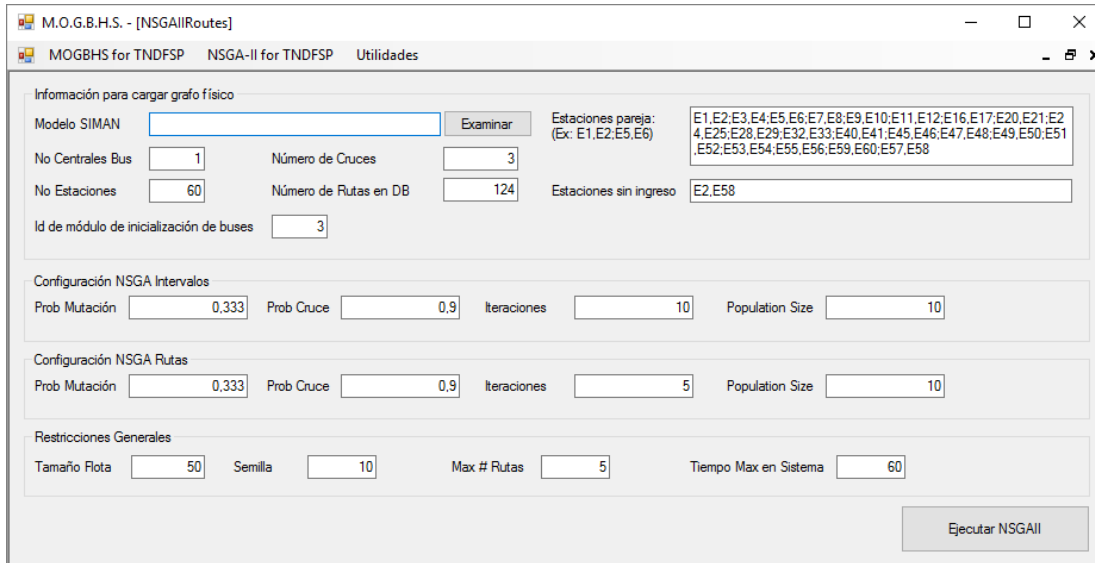 M.O.G.B.H.S. - [NSGAIIRoutes]
MOGBHS for TNDFSP NSGA-II for TNDFSP Utilidades
Información para cargar grafo físico
Modelo SIMAN Examinar
Estaciones pareja:
(Ex: E1,E2;E5,E6)
E1,E2;E3,E4;E5,E6;E7,E8;E9,E10;E11,E12;E16,E17;E20,E21;E2
4,E25;E28,E29;E32,E33;E40,E41;E45,E46;E47,E48;E49,E50;E51
,E52;E53,E54;E55,E56;E59,E60;E57,E58
No Centrales Bus 1 Número de Cruces 3
No Estaciones 60 Número de Rutas en DB 124 Estaciones sin ingreso E2,E58
Id de módulo de inicialización de buses 3
Configuración NSGA Intervalos
Prob Mutación 0,333 Prob Cruce 0,9 Iteraciones 10 Population Size 10
Configuración NSGA Rutas
Prob Mutación 0,333 Prob Cruce 0,9 Iteraciones 5 Population Size 10
Restricciones Generales
Tamaño Flota 50 Semilla 10 Max # Rutas 5 Tiempo Max en Sistema 60
Ejecutar NSGAII